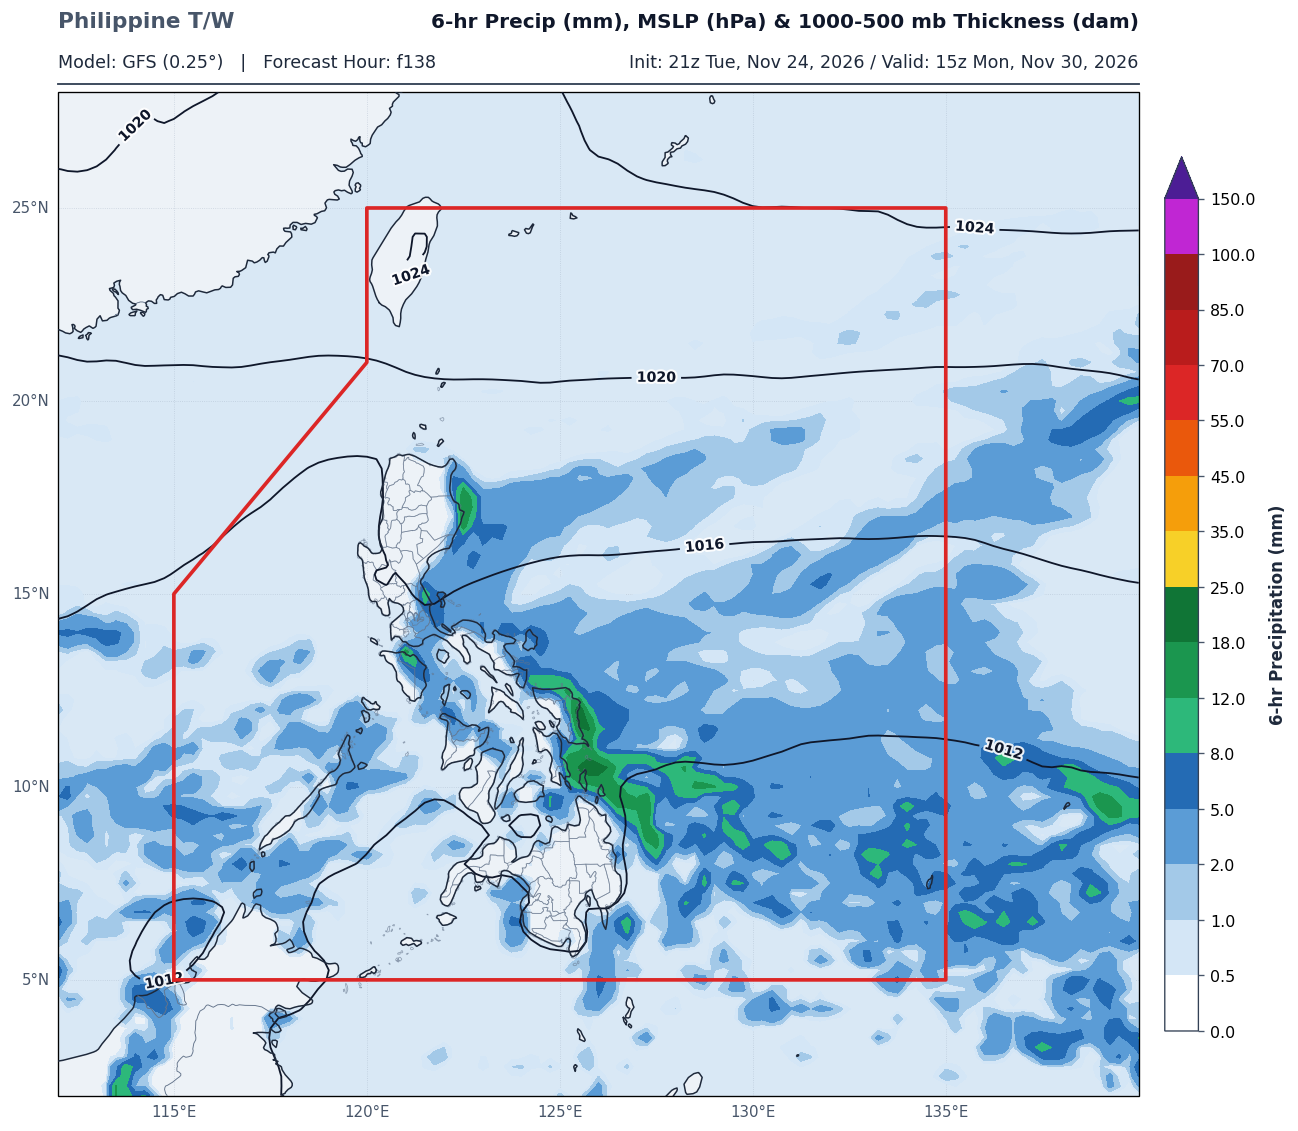 Philippine T/W
6-hr Precip (mm), MSLP (hPa) & 1000-500 mb Thickness (dam)
Model: GFS (0.25°) | Forecast Hour: f138
Init: 21z Tue, Nov 24, 2026 / Valid: 15z Mon, Nov 30, 2026
1020
1024
1024
1020
1016
1012
1012
25°N
20°N
15°N
10°N
5°N
115°E
120°E
125°E
130°E
135°E
150.0
100.0
85.0
70.0
55.0
45.0
35.0
25.0
18.0
12.0
8.0
5.0
2.0
1.0
0.5
0.0
6-hr Precipitation (mm)